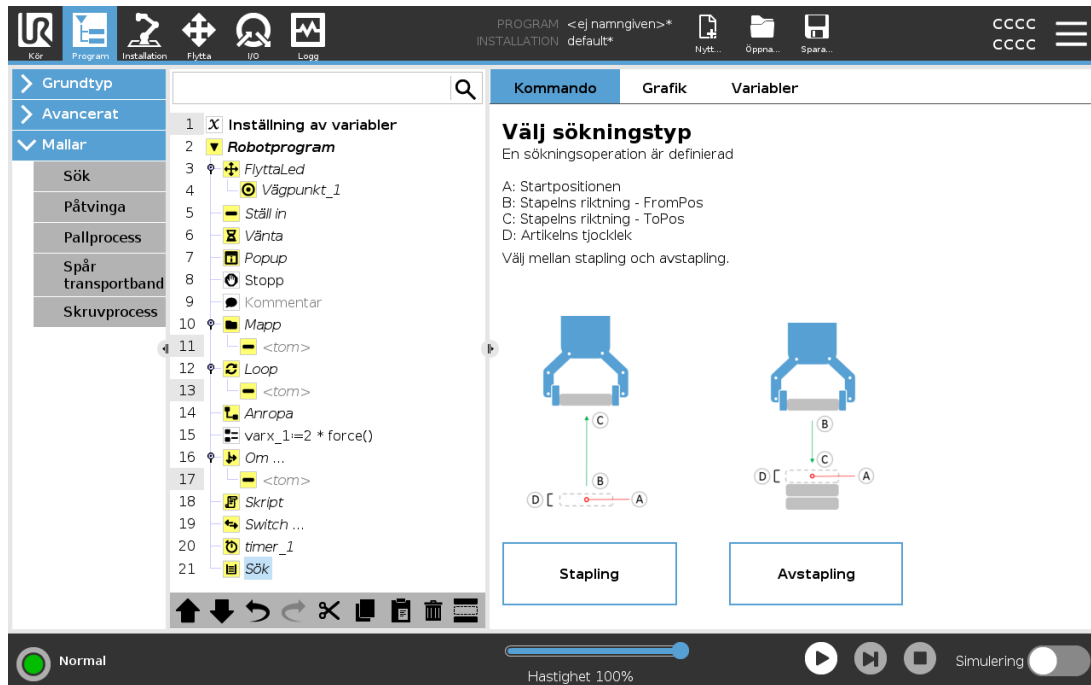 PROGRAM <ej namngiven>*
INSTALLATION default*
CCCC
CCCC
Kör
Program
Installation
Flytta
I/O
Logg
Nytt...
Öppna...
Spara...
Grundtyp
Avancerat
Mallar
Sök
Påtvinga
Pallprocess
Spår
transportband
Skruvprocess
1 X Inställning av variabler
2 Robotprogram
3 FlyttaLed
4 Vägpunkt_1
5 Ställ in
6 Vänta
7 Popup
8 Stopp
9 Kommentar
10 Mapp
11 <tom>
12 Loop
13 <tom>
14 Anropa
15 varx_1:=2 * force()
16 Om ...
17 <tom>
18 Skript
19 Switch ...
20 timer_1
21 Sök
Kommando Grafik Variabler
Välj sökningstyp
En sökningsoperation är definierad
A: Startpositionen
B: Stapelns riktning - FromPos
C: Stapelns riktning - ToPos
D: Artikelns tjocklek
Välj mellan stapling och avstapling.
C
B
D
A
B
C
D
A
Stapling
Avstapling
Normal
Hastighet 100%
Simulering